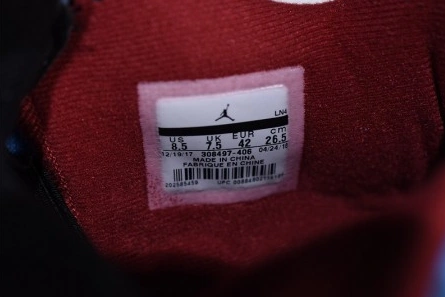 LN4
US UK EUR cm
8.5 7.5 42 26.5
12/19/17 308497-406 04/24/18
MADE IN CHINA
FABRIQUE EN CHINE
UPC